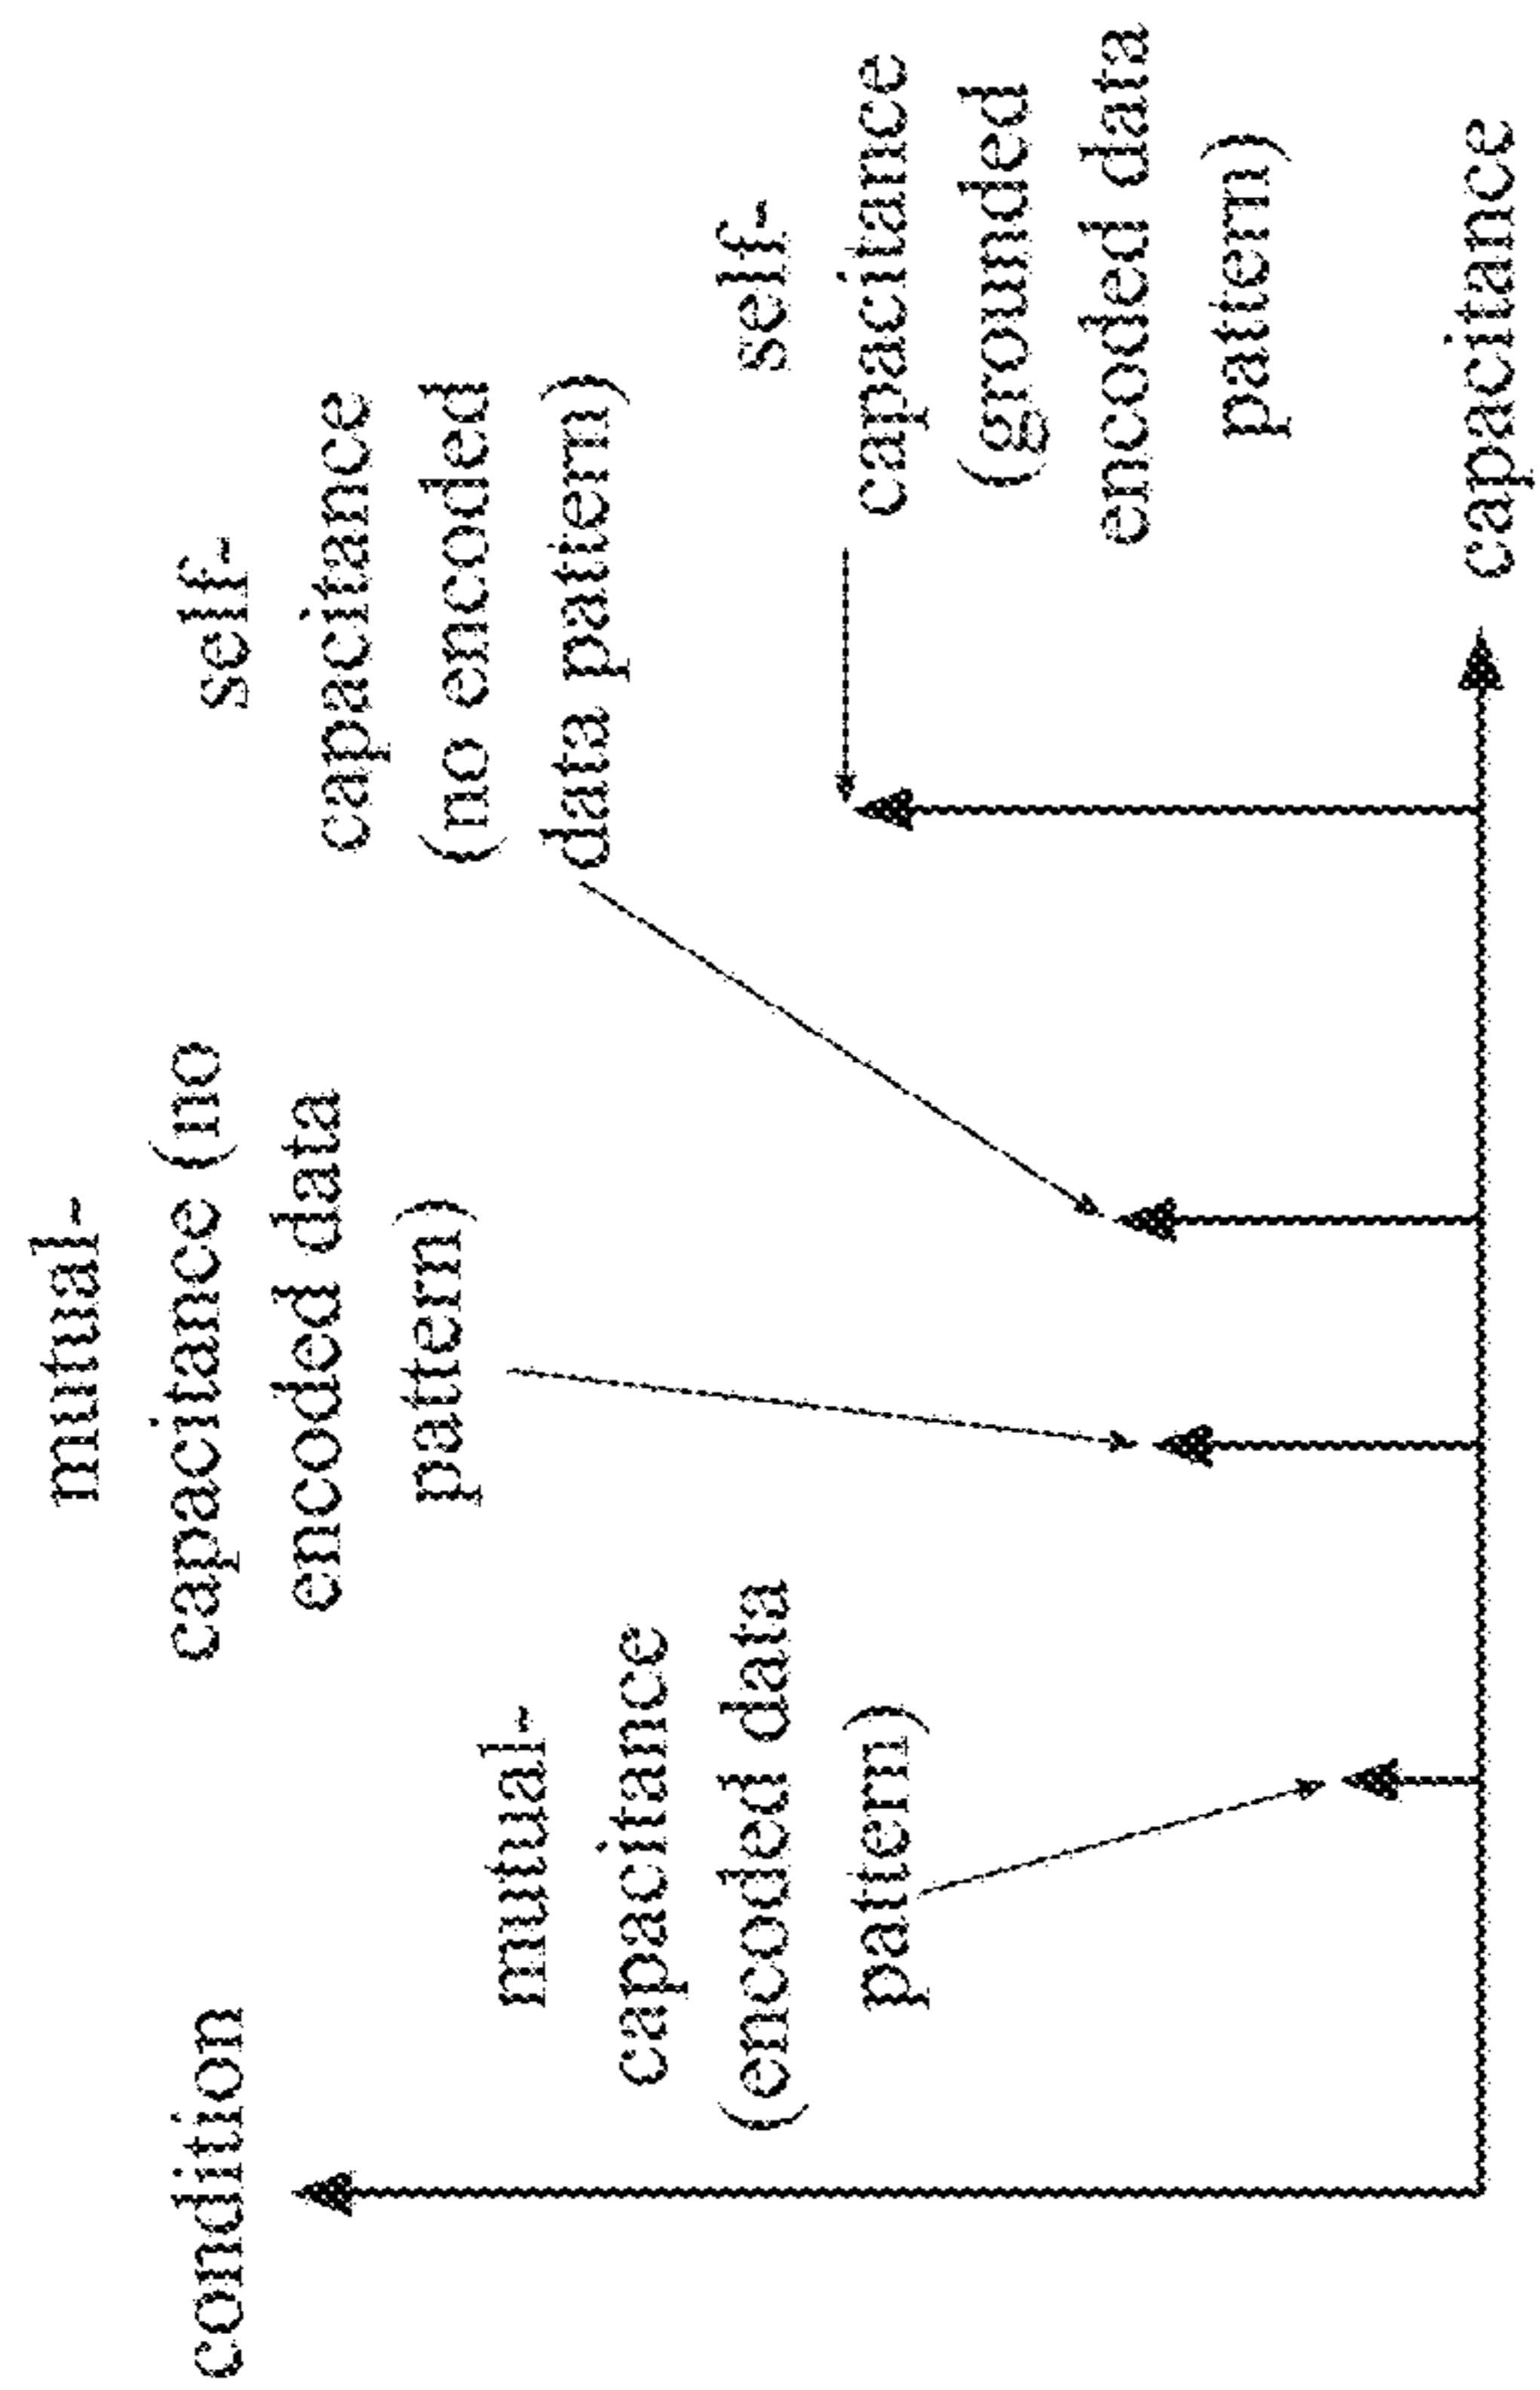 condition
mutual-
capacitance
(encoded data
pattern)
mutual-
capacitance (no
encoded data
pattern)
self-
capacitance
(no encoded
data pattern)
self-
capacitance
(grounded
encoded data
pattern)
capacitance